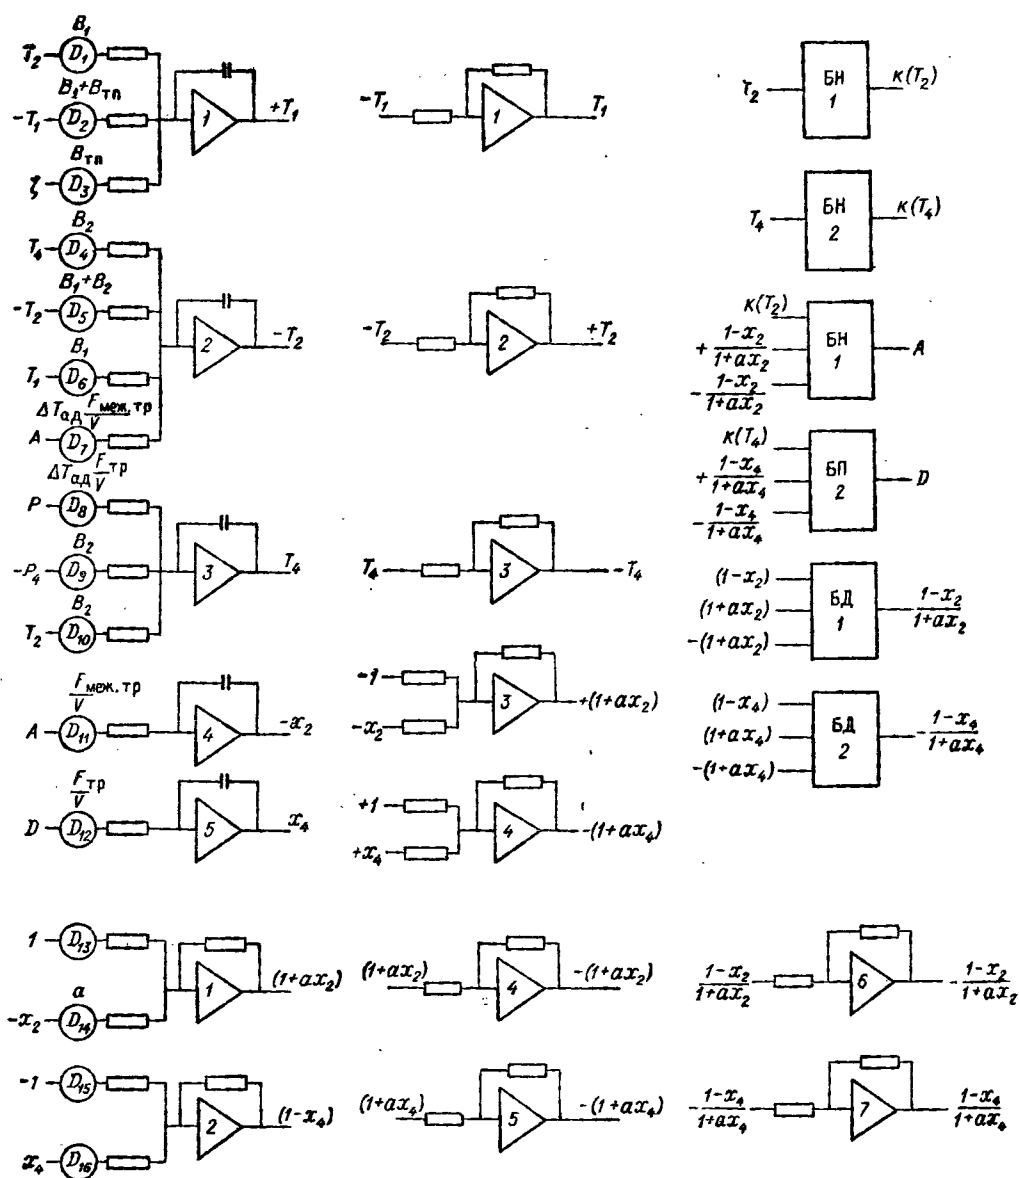 B₁
T₂ D₁
B₁+Bтп
-T₁ D₂ 1 +T₁
Bтп
D₃
-T₁ 1 T₁
БН
τ₂ 1 к(T₂)
БН
T₄ 2 к(T₄)
B₂
T₄ D₄
B₁+B₂
-T₂ D₅ 2 -T₂
B₁
T₁ D₆
ΔTад F меж.тр / V
A D₇
-T₂ 2 +T₂
к(T₂)
+ 1-x₂ / 1+ax₂ БН 1 A
- 1-x₂ / 1+ax₂
ΔTад F тр / V
P D₈
B₂
-P₄ D₉ 3 T₄
B₂
T₂ D₁₀
T₄ 3 -T₄
к(T₄)
+ 1-x₄ / 1+ax₄ БП 2 D
- 1-x₄ / 1+ax₄
(1-x₂)
(1+ax₂) БД 1 1-x₂ / 1+ax₂
-(1+ax₂)
F меж.тр / V
A D₁₁ 4 -x₂
-1
-x₂ 3 +(1+ax₂)
(1-x₄)
(1+ax₄) БД 2 - 1-x₄ / 1+ax₄
-(1+ax₄)
F тр / V
D D₁₂ 5 x₄
+1
+x₄ 4 -(1+ax₄)
1 D₁₃
a
-x₂ D₁₄ 1 (1+ax₂)
(1+ax₂) 4 -(1+ax₂)
1-x₂ / 1+ax₂ 6 - 1-x₂ / 1+ax₂
-1 D₁₅
x₄ D₁₆ 2 (1-x₄)
(1+ax₄) 5 -(1+ax₄)
- 1-x₄ / 1+ax₄ 7 1-x₄ / 1+ax₄